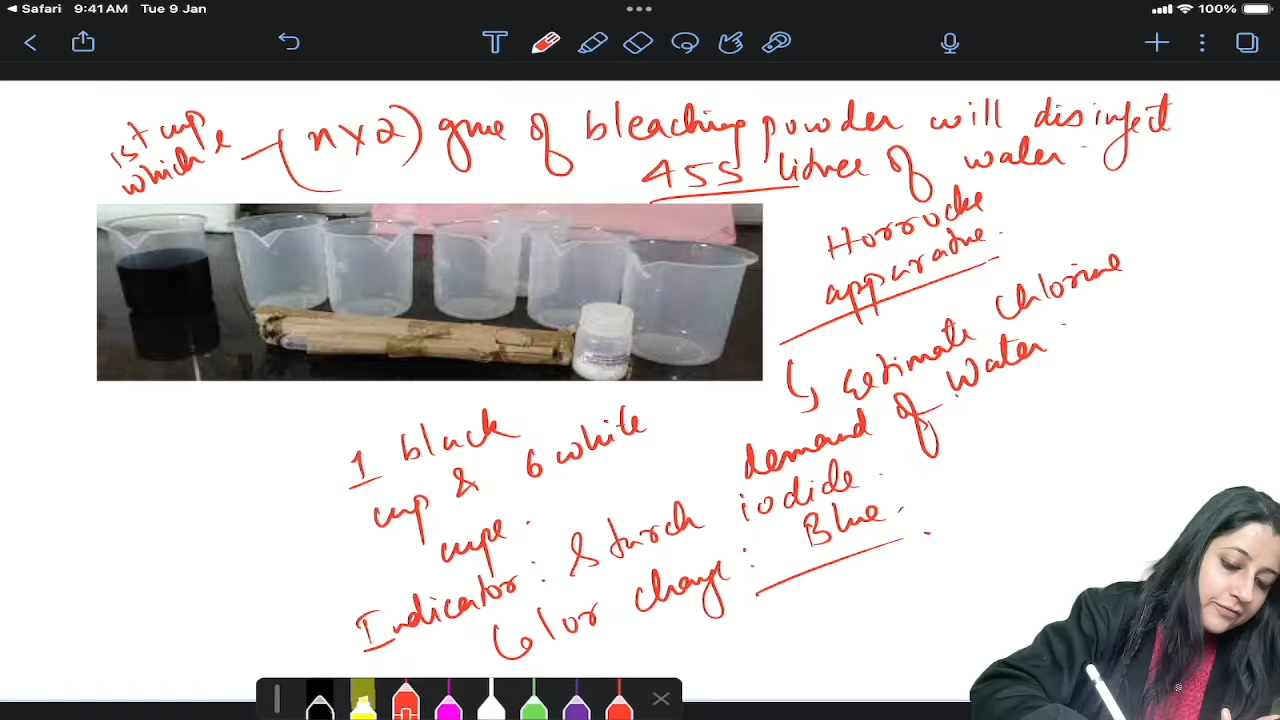 Safari 9:41 AM Tue 9 Jan 100%
1st cup which
(n x 2) gms of bleaching powder will disinfect
455 litres of water.
Horrocks
apparatus.
↳ estimate chlorine
demand of water
1 black
cup & 6 white
cups.
Indicator: Starch iodide.
Color change: Blue.